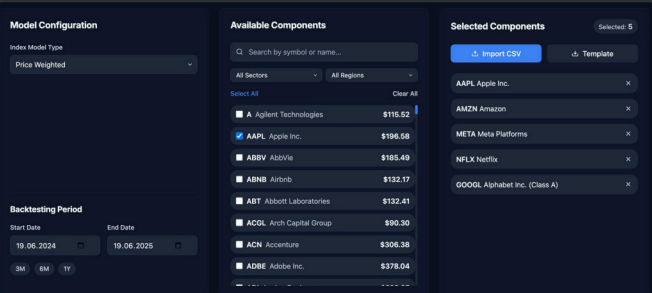 Model Configuration
Index Model Type
Price Weighted
Backtesting Period
Start Date End Date
19.06.2024 19.06.2025
3M 6M 1Y
Available Components
Search by symbol or name...
All Sectors All Regions
Select All Clear All
A Agilent Technologies $115.52
AAPL Apple Inc. $196.58
ABBV AbbVie $185.49
ABNB Airbnb $132.17
ABT Abbott Laboratories $132.41
ACGL Arch Capital Group $90.30
ACN Accenture $306.38
ADBE Adobe Inc. $378.04
Selected Components Selected: 5
Import CSV Template
AAPL Apple Inc.
AMZN Amazon
META Meta Platforms
NFLX Netflix
GOOGL Alphabet Inc. (Class A)